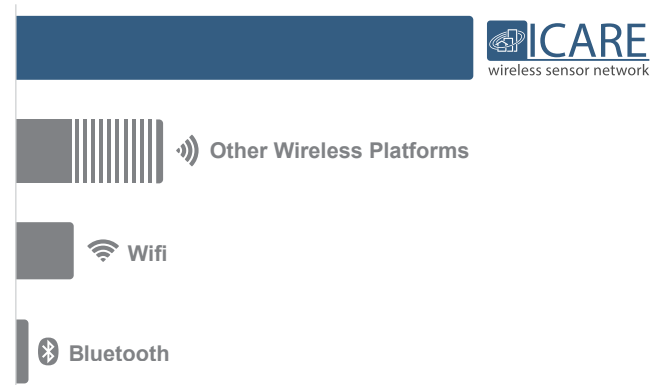 ICARE
wireless sensor network
Other Wireless Platforms
Wifi
Bluetooth